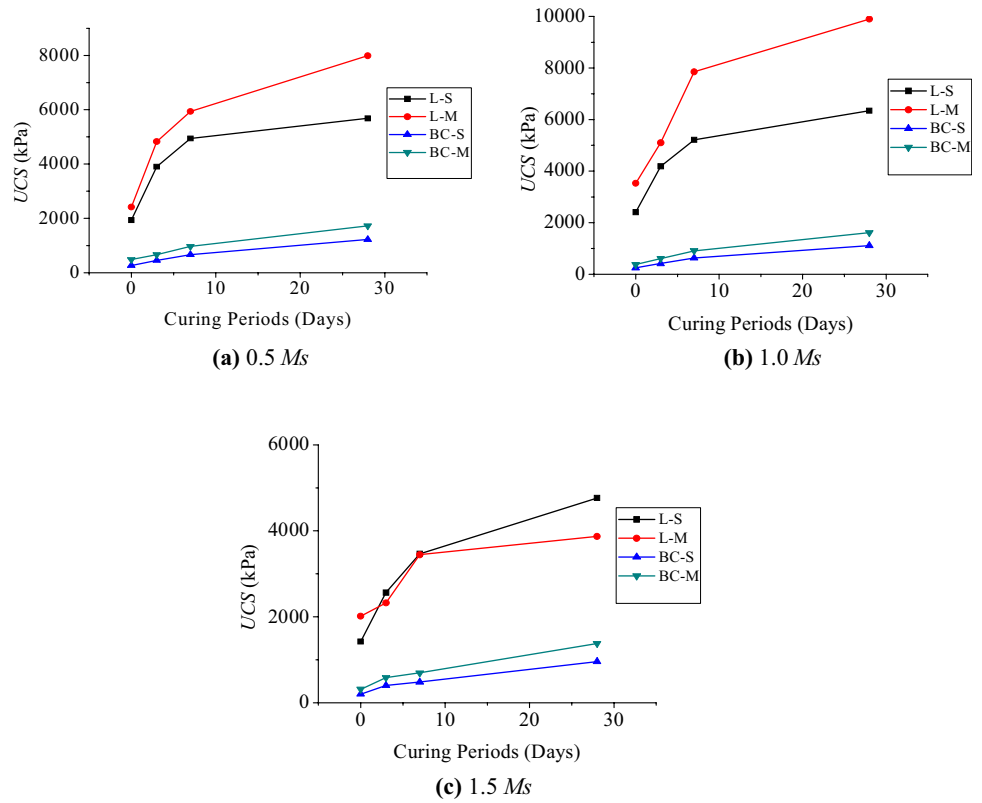 8000
6000
4000
2000
0
UCS (kPa)
0 10 20 30
Curing Periods (Days)
L-S
L-M
BC-S
BC-M
(a) 0.5 Ms
10000
8000
6000
4000
2000
0
UCS (kPa)
0 10 20 30
Curing Periods (Days)
L-S
L-M
BC-S
BC-M
(b) 1.0 Ms
6000
4000
2000
0
UCS (kPa)
0 10 20 30
Curing Periods (Days)
L-S
L-M
BC-S
BC-M
(c) 1.5 Ms